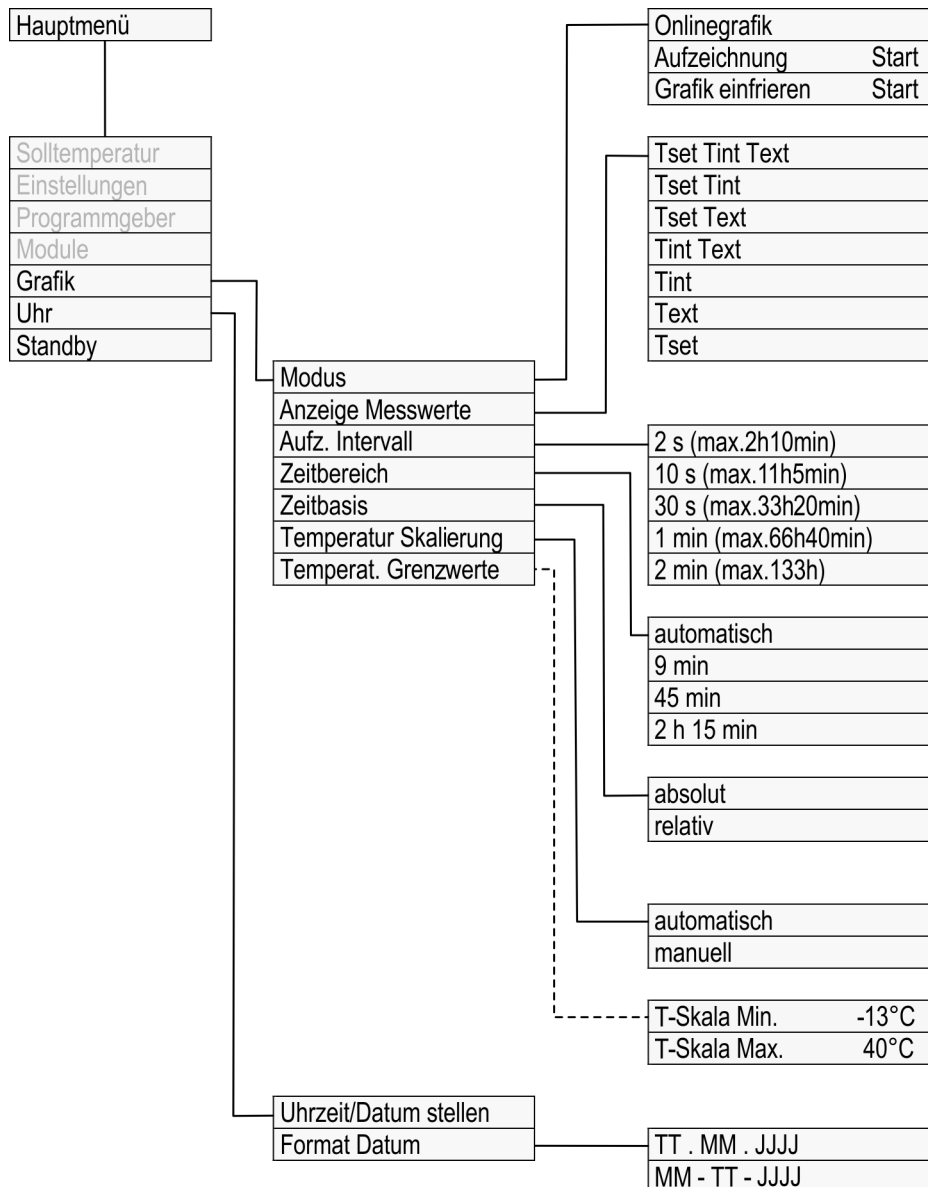 Hauptmenü
Solltemperatur
Einstellungen
Programmgeber
Module
Grafik
Uhr
Standby
Modus
Anzeige Messwerte
Aufz. Intervall
Zeitbereich
Zeitbasis
Temperatur Skalierung
Temperat. Grenzwerte
Onlinegrafik
Aufzeichnung Start
Grafik einfrieren Start
Tset Tint Text
Tset Tint
Tset Text
Tint Text
Tint
Text
Tset
2 s (max.2h10min)
10 s (max.11h5min)
30 s (max.33h20min)
1 min (max.66h40min)
2 min (max.133h)
automatisch
9 min
45 min
2 h 15 min
absolut
relativ
automatisch
manuell
T-Skala Min. -13°C
T-Skala Max. 40°C
Uhrzeit/Datum stellen
Format Datum
TT . MM . JJJJ
MM - TT - JJJJ